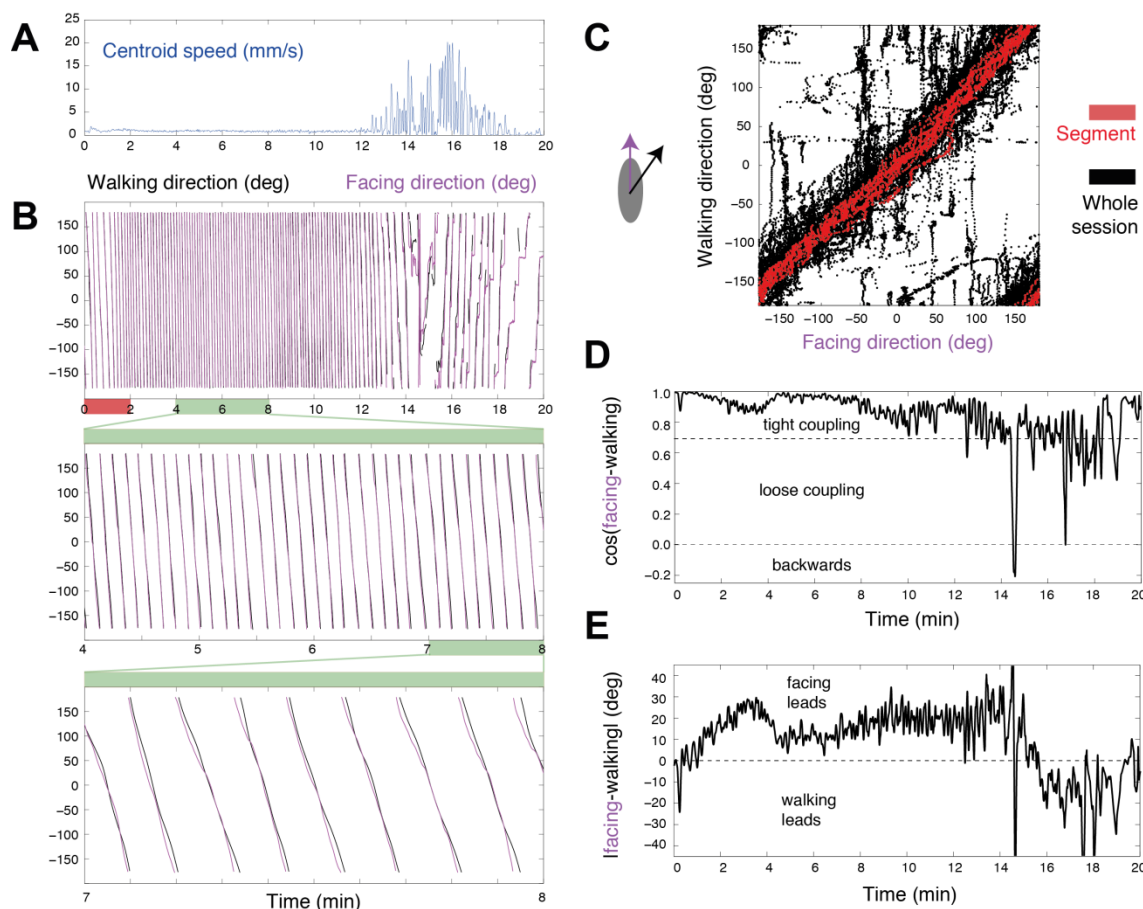 A
Centroid speed (mm/s)
25
20
15
10
5
0
0 2 4 6 8 10 12 14 16 18 20
Walking direction (deg) Facing direction (deg)
B
150
100
50
0
−50
−100
−150
0 2 4 6 8 10 12 14 16 18 20
150
100
50
0
−50
−100
−150
4 5 6 7 8
150
100
50
0
−50
−100
−150
7 8
Time (min)
C
Walking direction (deg)
150
100
50
0
−50
−100
−150
−150 −100 −50 0 50 100 150
Facing direction (deg)
Segment
Whole
session
D
cos(facing-walking)
1.0
0.8
0.6
0.4
0.2
0.0
−0.2
tight coupling
loose coupling
backwards
0 2 4 6 8 10 12 14 16 18 20
Time (min)
E
|facing-walking| (deg)
40
30
20
10
0
−10
−20
−30
−40
facing
leads
walking
leads
0 2 4 6 8 10 12 14 16 18 20
Time (min)